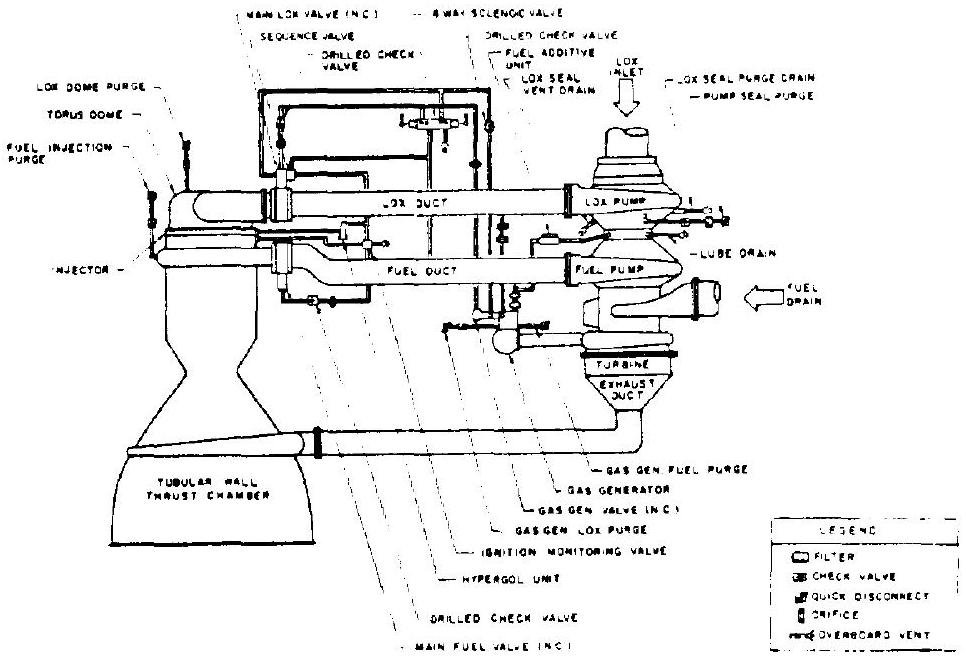 MAIN LOX VALVE (N.C.)
4 WAY SOLENOID VALVE
SEQUENCE VALVE
DRILLED CHECK VALVE
DRILLED CHECK
VALVE
FUEL ADDITIVE
UNIT
LOX SEAL
VENT DRAIN
LOX
INLET
LOX SEAL PURGE DRAIN
PUMP SEAL PURGE
LOX DOME PURGE
TORUS DOME
FUEL INJECTION
PURGE
LOX DUCT
LOX PUMP
INJECTOR
FUEL DUCT
FUEL PUMP
LUBE DRAIN
FUEL
DRAIN
TURBINE
EXHAUST
DUCT
TUBULAR WALL
THRUST CHAMBER
GAS GEN. FUEL PURGE
GAS GENERATOR
GAS GEN VALVE (N.C.)
GAS GEN. LOX PURGE
IGNITION MONITORING VALVE
HYPERGOL UNIT
DRILLED CHECK VALVE
MAIN FUEL VALVE (N.C.)
LEGEND
FILTER
CHECK VALVE
QUICK DISCONNECT
ORIFICE
OVERBOARD VENT